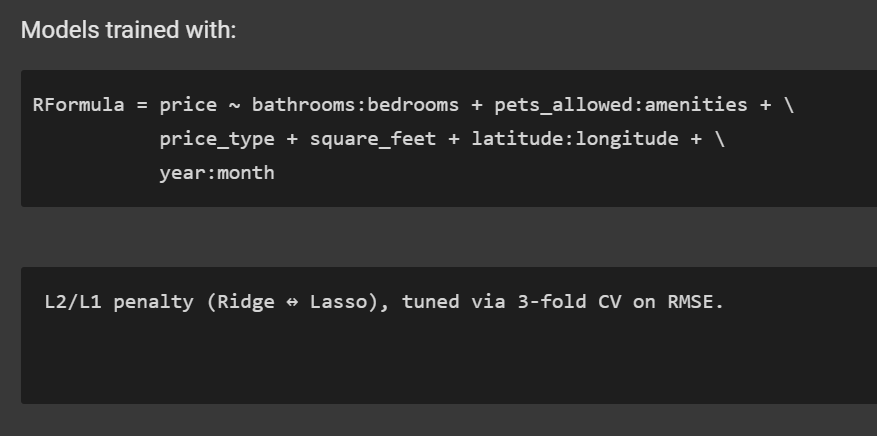 Models trained with:
RFormula = price ~ bathrooms:bedrooms + pets_allowed:amenities + \
price_type + square_feet + latitude:longitude + \
year:month
L2/L1 penalty (Ridge ↔ Lasso), tuned via 3-fold CV on RMSE.